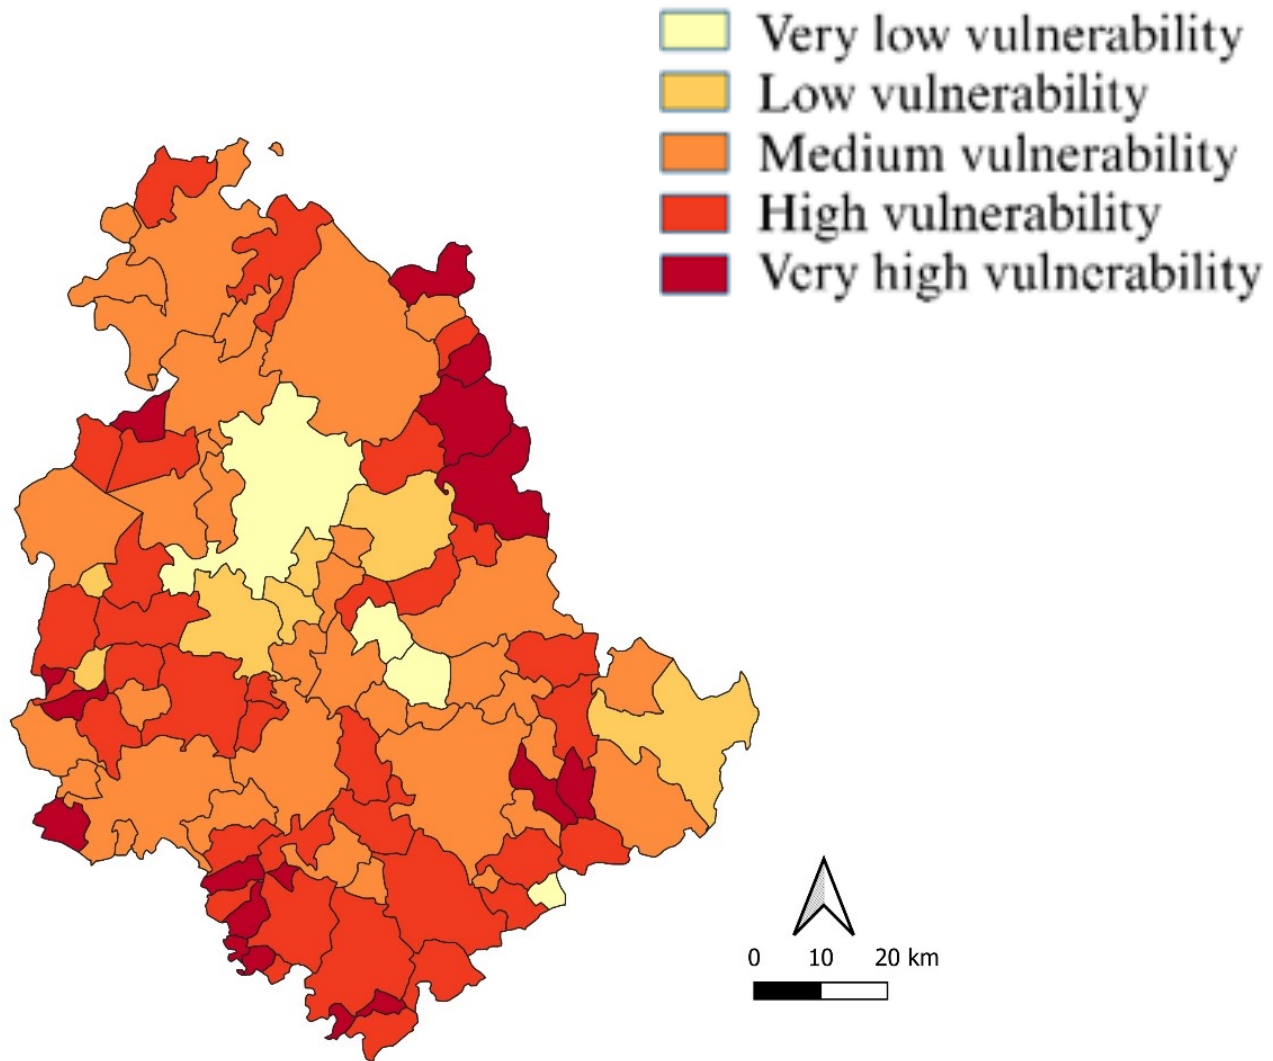 Very low vulnerability
Low vulnerability
Medium vulnerability
High vulnerability
Very high vulnerability
0 10 20 km